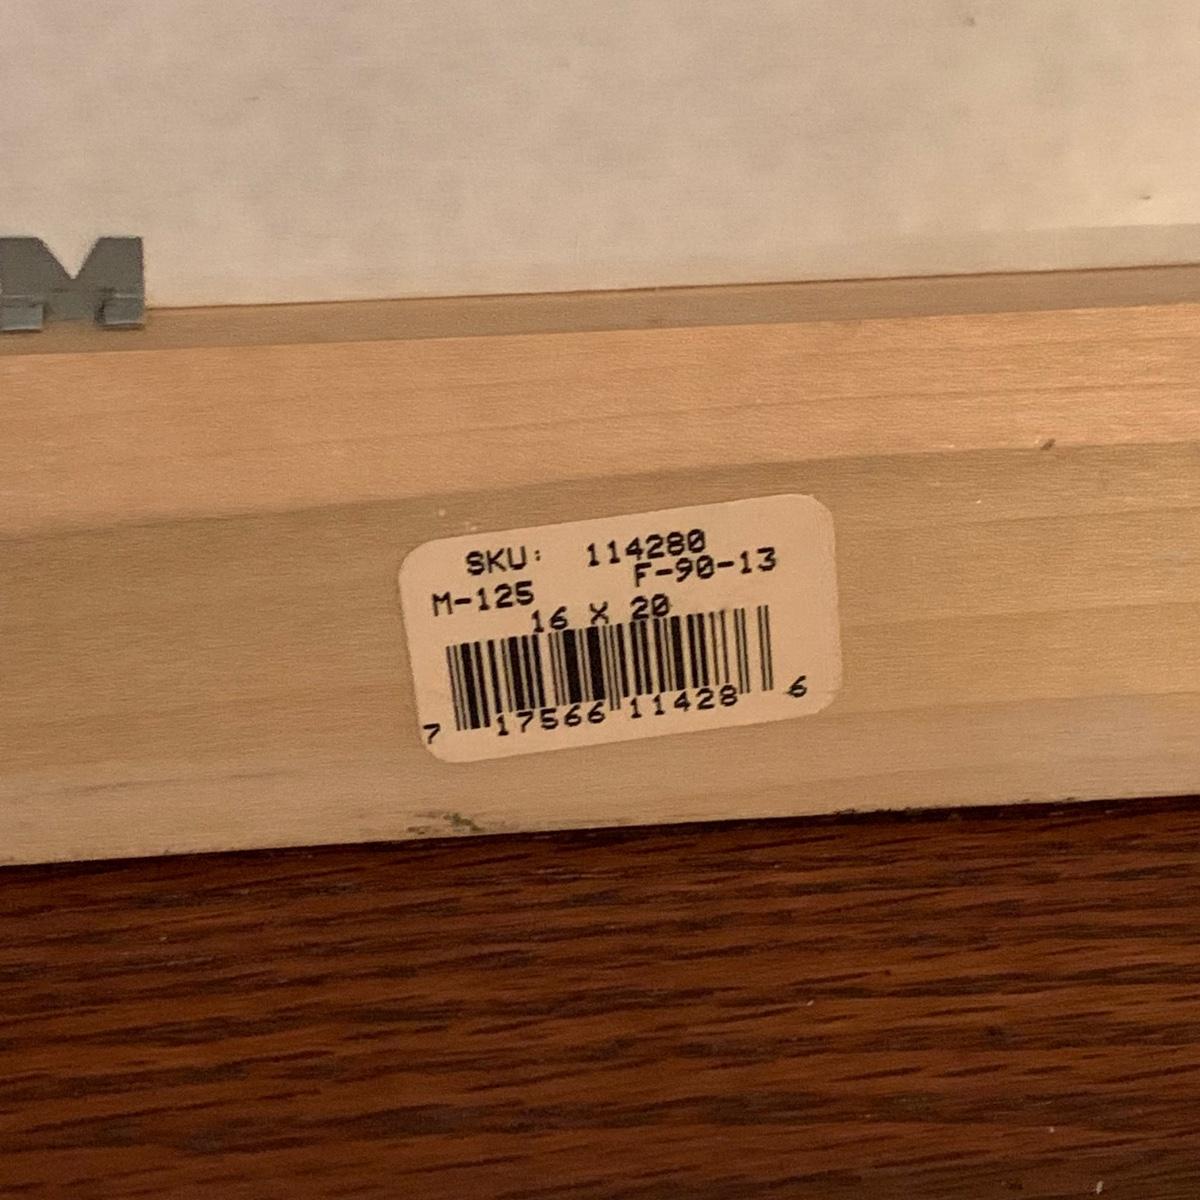 SKU: 114280
M-125 F-90-13
16 X 20
7 17566 11428 6